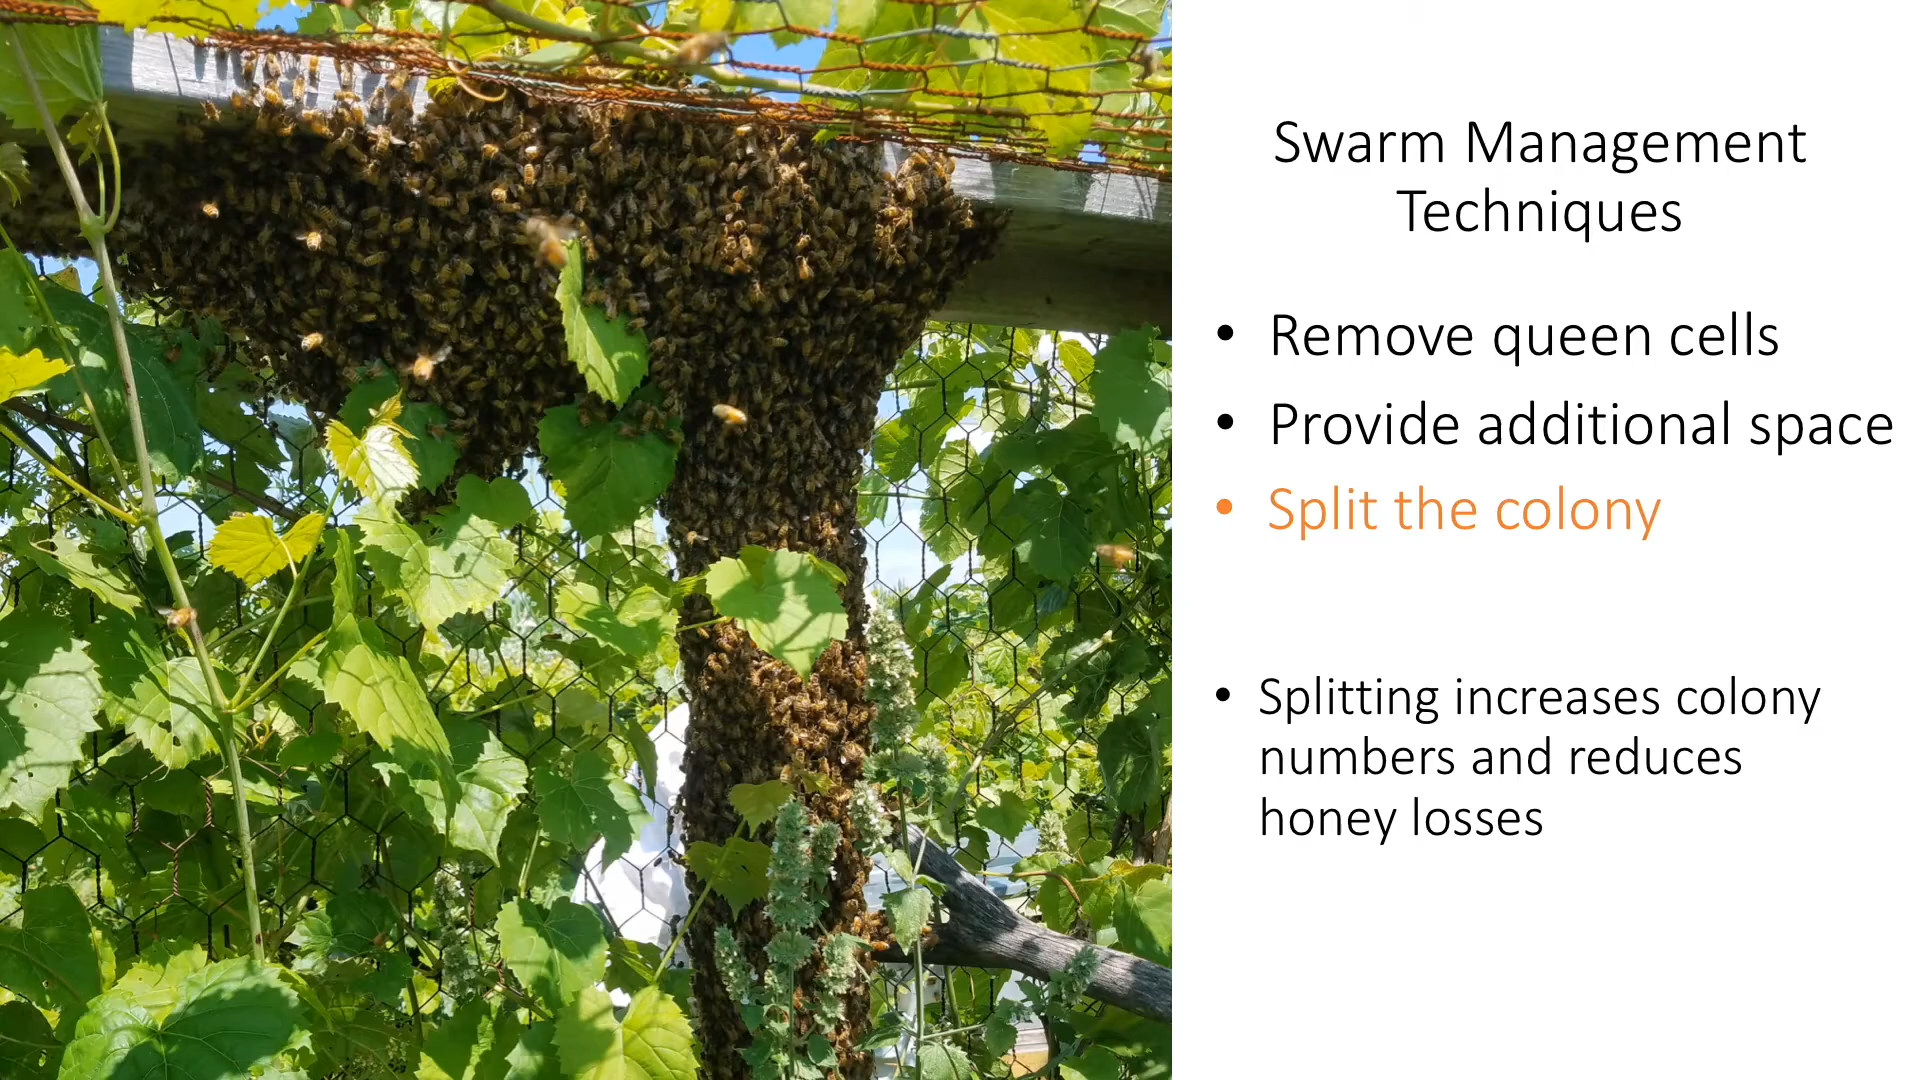 Swarm Management
Techniques
• Remove queen cells
• Provide additional space
• Split the colony
• Splitting increases colony
numbers and reduces
honey losses